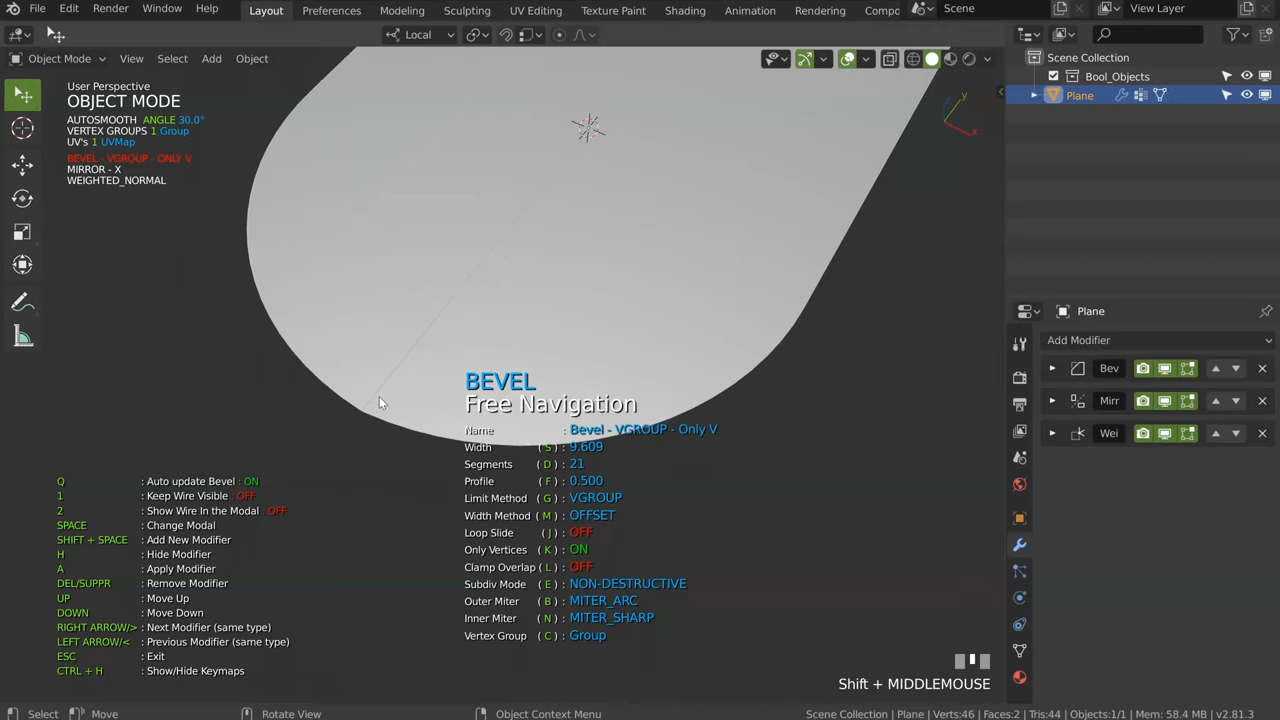 File Edit Render Window Help Layout Preferences Modeling Sculpting UV Editing Texture Paint Shading Animation Rendering Compc Scene View Layer
Local
Object Mode View Select Add Object
User Perspective
OBJECT MODE
AUTOSMOOTH ANGLE 30.0°
VERTEX GROUPS 1 Group
UV's 1 UVMap
BEVEL - VGROUP - ONLY V
MIRROR - X
WEIGHTED_NORMAL
y
x
Scene Collection
Bool_Objects
Plane
Plane
Add Modifier
Bev
Mirr
Wei
BEVEL
Free Navigation
Name : Bevel - VGROUP - Only V
Width ( S ) : 9.609
Segments ( D ) : 21
Profile ( F ) : 0.500
Limit Method ( G ) : VGROUP
Width Method ( M ) : OFFSET
Loop Slide ( J ) : OFF
Only Vertices ( K ) : ON
Clamp Overlap ( L ) : OFF
Subdiv Mode ( E ) : NON-DESTRUCTIVE
Outer Miter ( B ) : MITER_ARC
Inner Miter ( N ) : MITER_SHARP
Vertex Group ( C ) : Group
Q : Auto update Bevel : ON
1 : Keep Wire Visible : OFF
2 : Show Wire In the Modal : OFF
SPACE : Change Modal
SHIFT + SPACE : Add New Modifier
H : Hide Modifier
A : Apply Modifier
DEL/SUPPR : Remove Modifier
UP : Move Up
DOWN : Move Down
RIGHT ARROW/> : Next Modifier (same type)
LEFT ARROW/< : Previous Modifier (same type)
ESC : Exit
CTRL + H : Show/Hide Keymaps
Shift + MIDDLEMOUSE
Select Move Rotate View Object Context Menu Scene Collection | Plane | Verts:46 | Faces:2 | Tris:44 | Objects:1/1 | Mem: 58.4 MB | v2.81.3